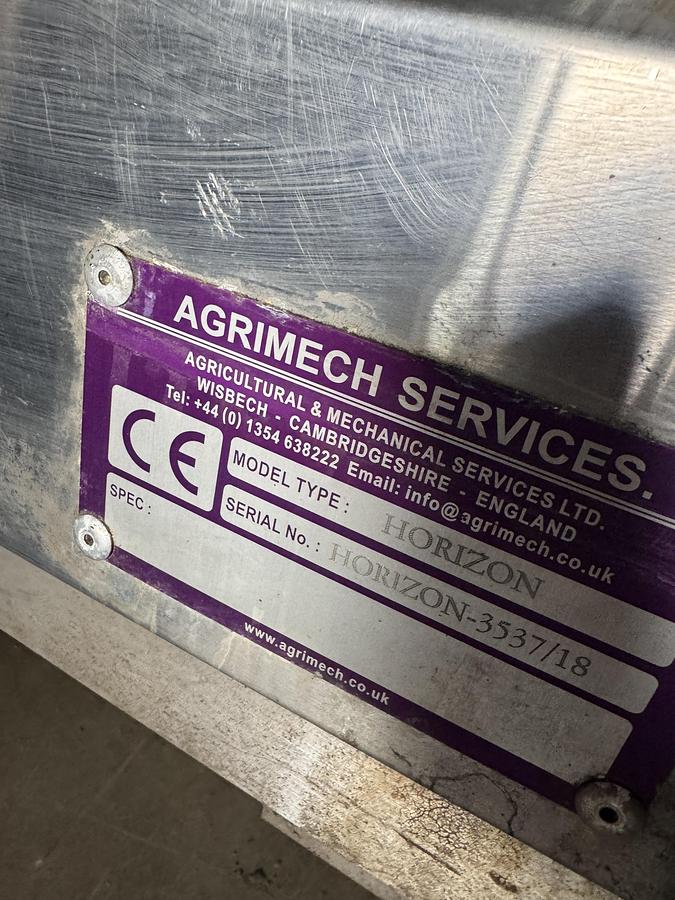 AGRIMECH SERVICES.
AGRICULTURAL & MECHANICAL SERVICES LTD.
WISBECH - CAMBRIDGESHIRE - ENGLAND
Tel: +44 (0) 1354 638222 Email: info@agrimech.co.uk
CE
MODEL TYPE : HORIZON
SERIAL No. : HORIZON-3537/18
SPEC :
www.agrimech.co.uk